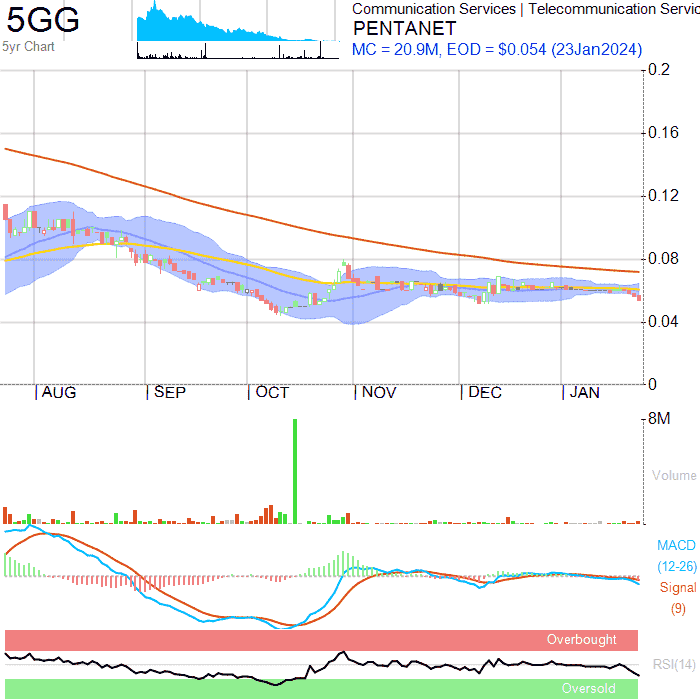 5GG
5yr Chart
Communication Services | Telecommunication Servic
PENTANET
MC = 20.9M, EOD = $0.054 (23Jan2024)
0.2
0.16
0.12
0.08
0.04
0
AUG SEP OCT NOV DEC JAN
8M
Volume
MACD
(12-26)
Signal
(9)
Overbought
RSI(14)
Oversold